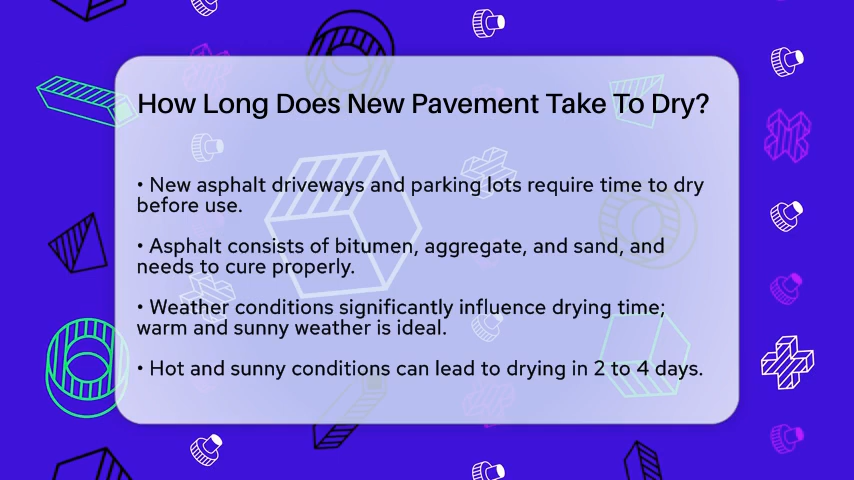 How Long Does New Pavement Take To Dry?
• New asphalt driveways and parking lots require time to dry
before use.
• Asphalt consists of bitumen, aggregate, and sand, and
needs to cure properly.
• Weather conditions significantly influence drying time;
warm and sunny weather is ideal.
• Hot and sunny conditions can lead to drying in 2 to 4 days.